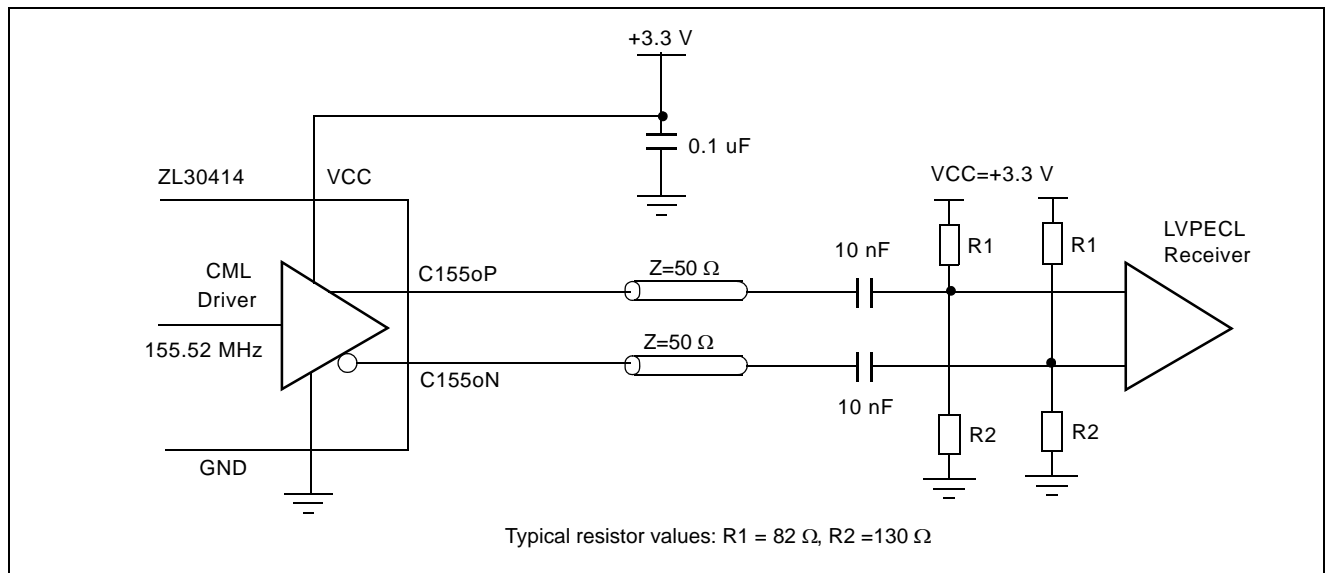 +3.3 V
0.1 uF
ZL30414
VCC
VCC=+3.3 V
R1
R1
LVPECL
Receiver
10 nF
Z=50 Ω
CML
Driver
C155oP
155.52 MHz
Z=50 Ω
C155oN
10 nF
R2
R2
GND
Typical resistor values: R1 = 82 Ω, R2 =130 Ω